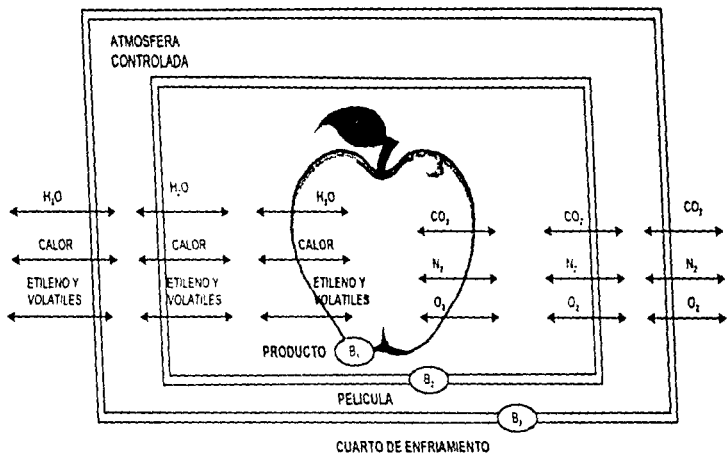 ATMOSFERA
CONTROLADA
H₂O
H₂O
H₂O
CO₂
CO₂
CO₂
CALOR
CALOR
CALOR
N₂
N₂
N₂
ETILENO Y
VOLATILES
ETILENO Y
VOLATILES
ETILENO Y
VOLATILES
O₂
O₂
O₂
PRODUCTO
B₁
B₂
PELICULA
B₃
CUARTO DE ENFRIAMIENTO